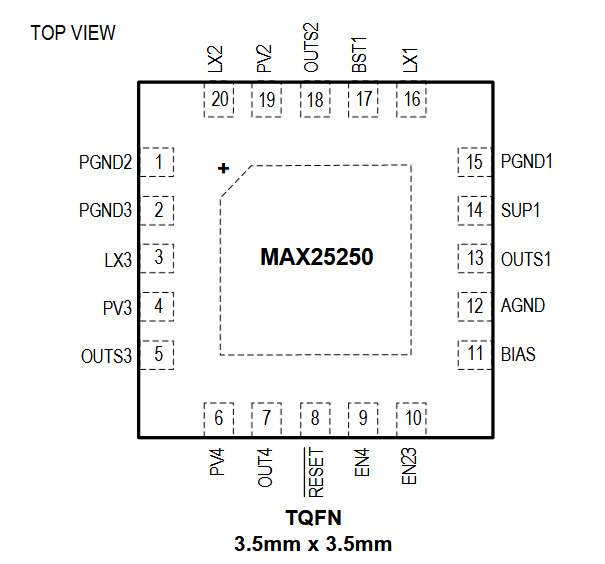 TOP VIEW
LX2
PV2
OUTS2
BST1
LX1
20
19
18
17
16
PGND2
1
+
15
PGND1
PGND3
2
14
SUP1
LX3
3
MAX25250
13
OUTS1
PV3
4
12
AGND
OUTS3
5
11
BIAS
6
7
8
9
10
PV4
OUT4
RESET
EN4
EN23
TQFN
3.5mm x 3.5mm